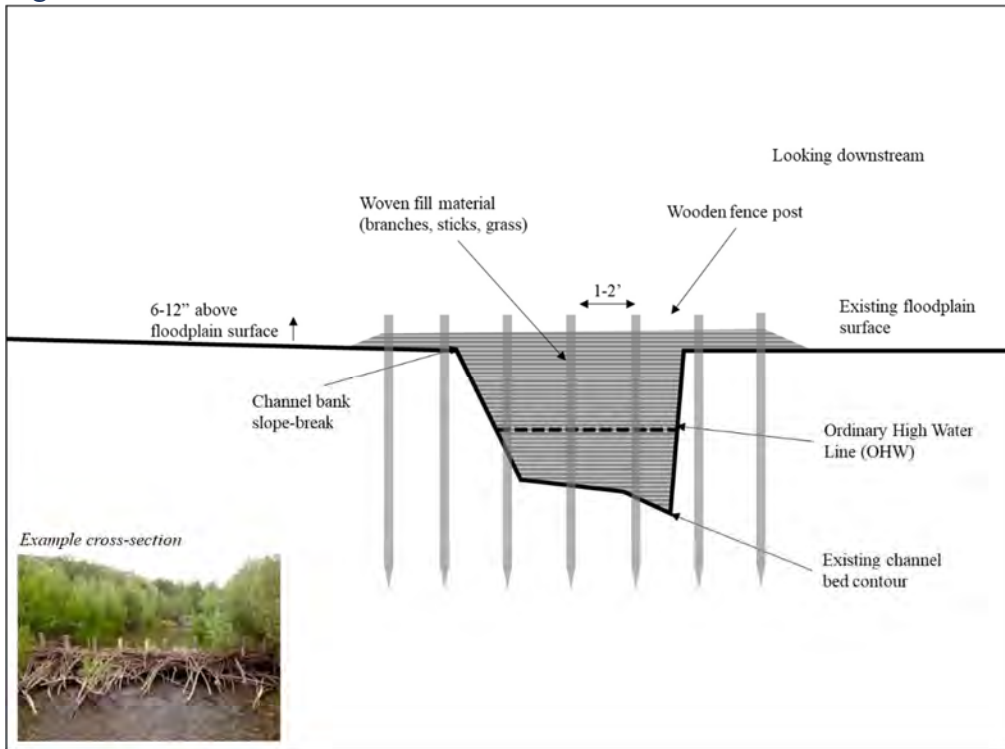 Looking downstream
Woven fill material
(branches, sticks, grass)
Wooden fence post
1-2’
6-12” above
floodplain surface
Existing floodplain
surface
Channel bank
slope-break
Ordinary High Water
Line (OHW)
Example cross-section
Existing channel
bed contour